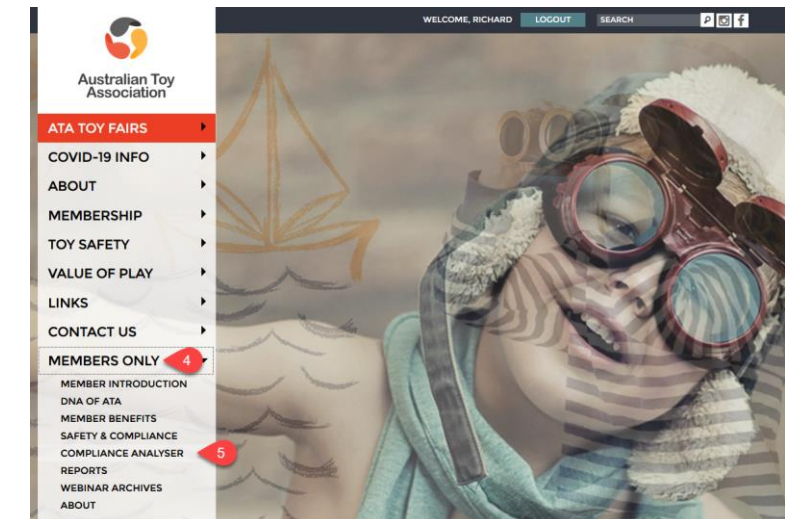 WELCOME, RICHARD LOGOUT SEARCH
Australian Toy
Association
ATA TOY FAIRS
COVID-19 INFO
ABOUT
MEMBERSHIP
TOY SAFETY
VALUE OF PLAY
LINKS
CONTACT US
MEMBERS ONLY 4
MEMBER INTRODUCTION
DNA OF ATA
MEMBER BENEFITS
SAFETY & COMPLIANCE
COMPLIANCE ANALYSER 5
REPORTS
WEBINAR ARCHIVES
ABOUT